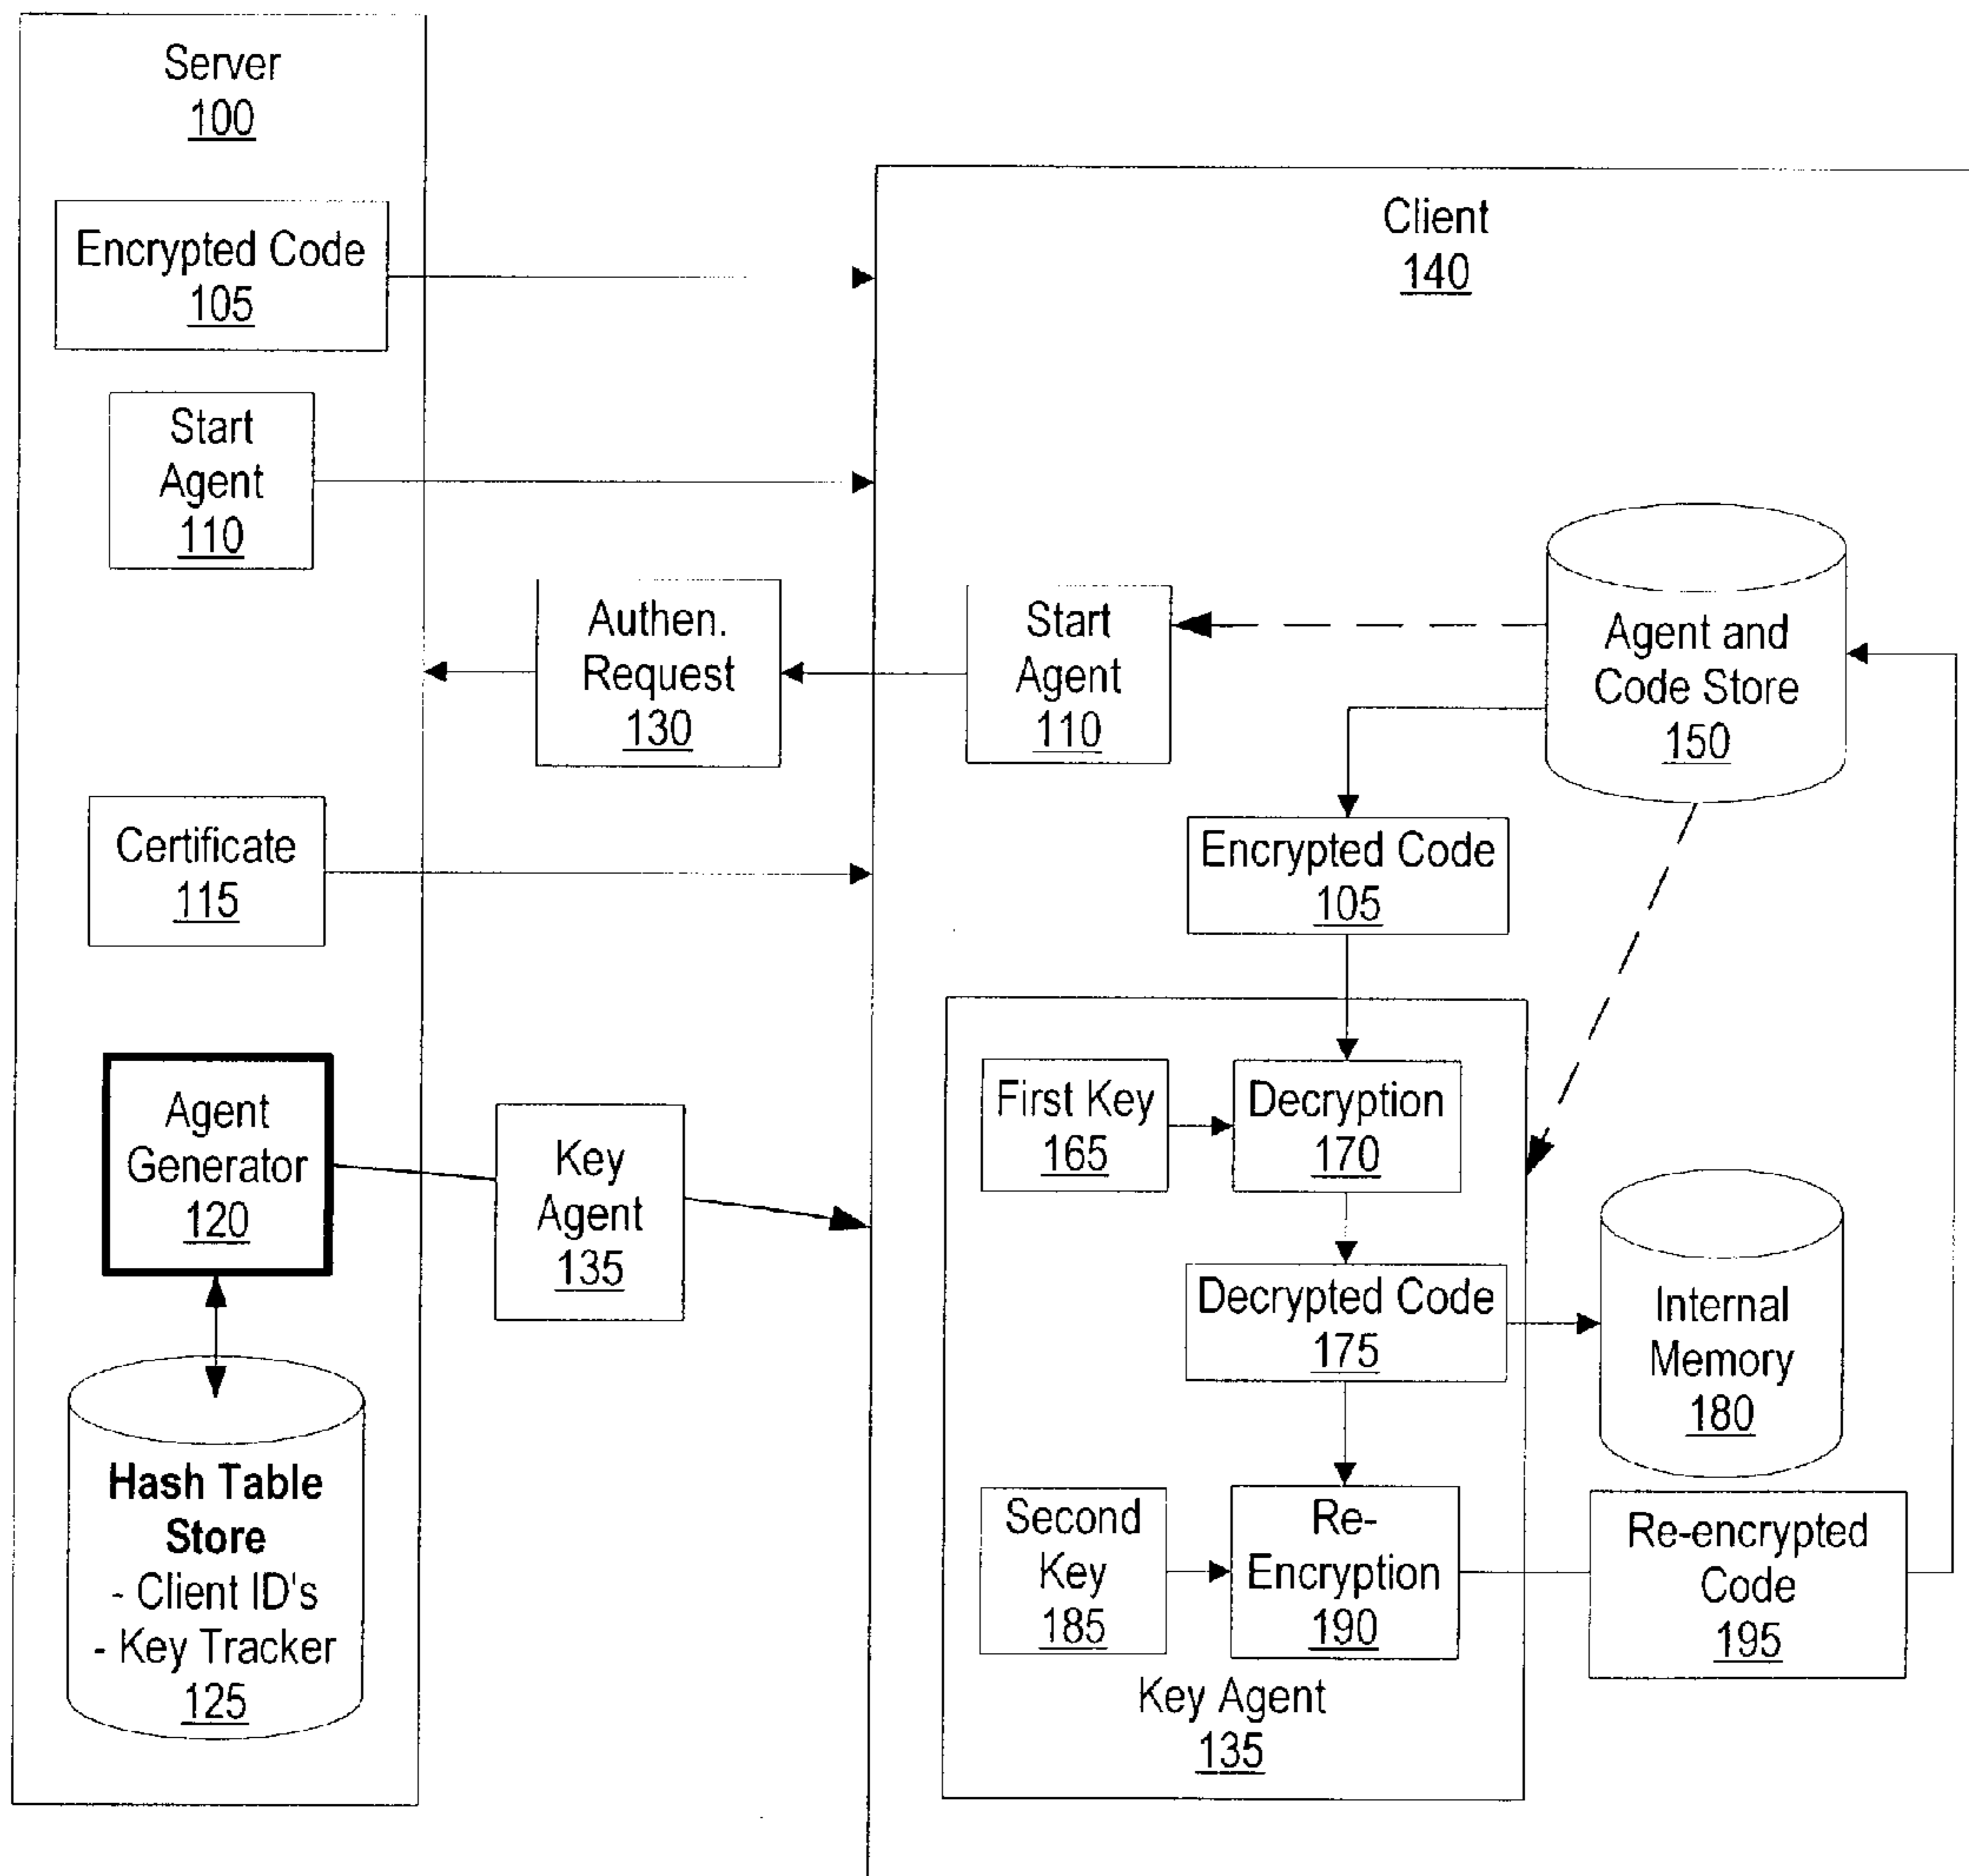 Server
100
Encrypted Code
105
Start
Agent
110
Authen.
Request
130
Certificate
115
Agent
Generator
120
Key
Agent
135
Hash Table
Store
- Client ID's
- Key Tracker
125
Client
140
Start
Agent
110
Agent and
Code Store
150
Encrypted Code
105
First Key
165
Decryption
170
Decrypted Code
175
Internal
Memory
180
Second
Key
185
Re-
Encryption
190
Re-encrypted
Code
195
Key Agent
135